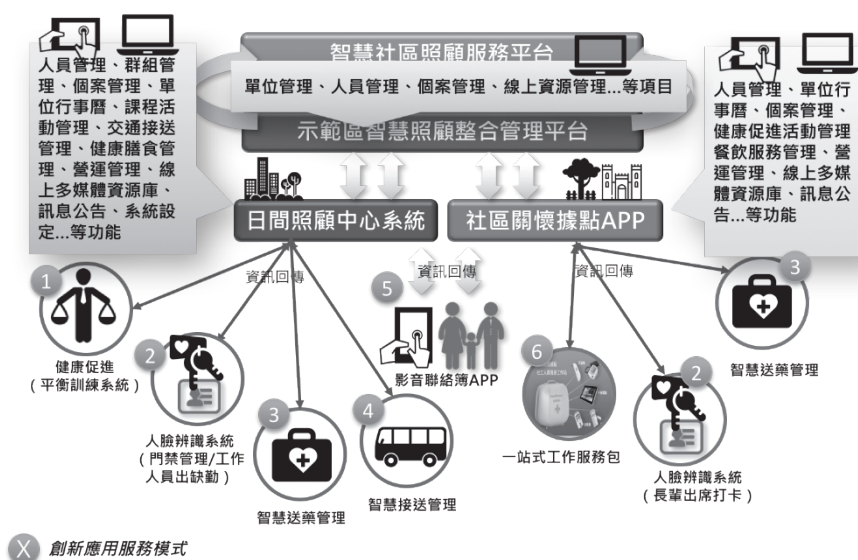 智慧社區照顧服務平台
單位管理、人員管理、個案管理、線上資源管理...等項目
示範區智慧照顧整合管理平台
人員管理、群組管
理、個案管理、單
位行事曆、課程活
動管理、交通接送
管理、健康膳食管
理、營運管理、線
上多媒體資源庫、
訊息公告、系統設
定...等功能
人員管理、單位行
事曆、個案管理、
健康促進活動管理
餐飲服務管理、營
運管理、線上多媒
體資源庫、訊息公
告...等功能
日間照顧中心系統
社區關懷據點APP
資訊回傳
資訊回傳
資訊回傳
1
健康促進
(平衡訓練系統)
2
人臉辨識系統
(門禁管理/工作
人員出缺勤)
3
智慧送藥管理
4
智慧接送管理
5
影音聯絡簿APP
6
一站式工作服務包
2
人臉辨識系統
(長輩出席打卡)
3
智慧送藥管理
X 創新應用服務模式